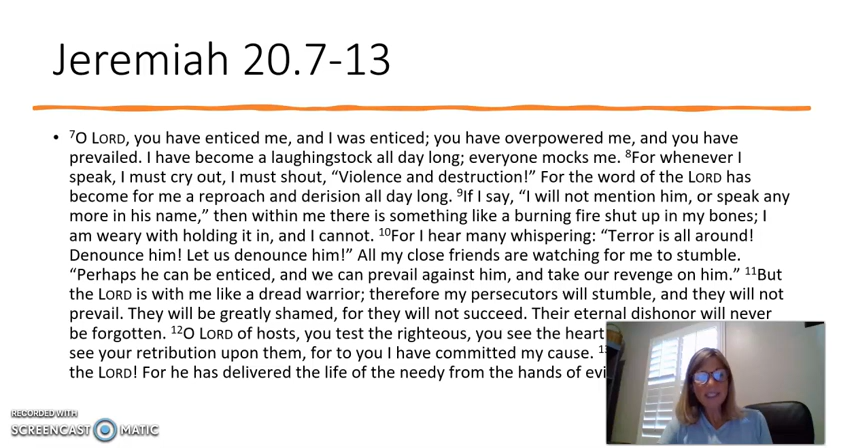 Jeremiah 20.7-13
• ⁷O LORD, you have enticed me, and I was enticed; you have overpowered me, and you have
prevailed. I have become a laughingstock all day long; everyone mocks me. ⁸For whenever I
speak, I must cry out, I must shout, “Violence and destruction!” For the word of the LORD has
become for me a reproach and derision all day long. ⁹If I say, “I will not mention him, or speak any
more in his name,” then within me there is something like a burning fire shut up in my bones; I
am weary with holding it in, and I cannot. ¹⁰For I hear many whispering: “Terror is all around!
Denounce him! Let us denounce him!” All my close friends are watching for me to stumble.
“Perhaps he can be enticed, and we can prevail against him, and take our revenge on him.” ¹¹But
the LORD is with me like a dread warrior; therefore my persecutors will stumble, and they will not
prevail. They will be greatly shamed, for they will not succeed. Their eternal dishonor will never
be forgotten. ¹²O LORD of hosts, you test the righteous, you see the heart
see your retribution upon them, for to you I have committed my cause.
the LORD! For he has delivered the life of the needy from the hands of
RECORDED WITH
SCREENCAST MATIC